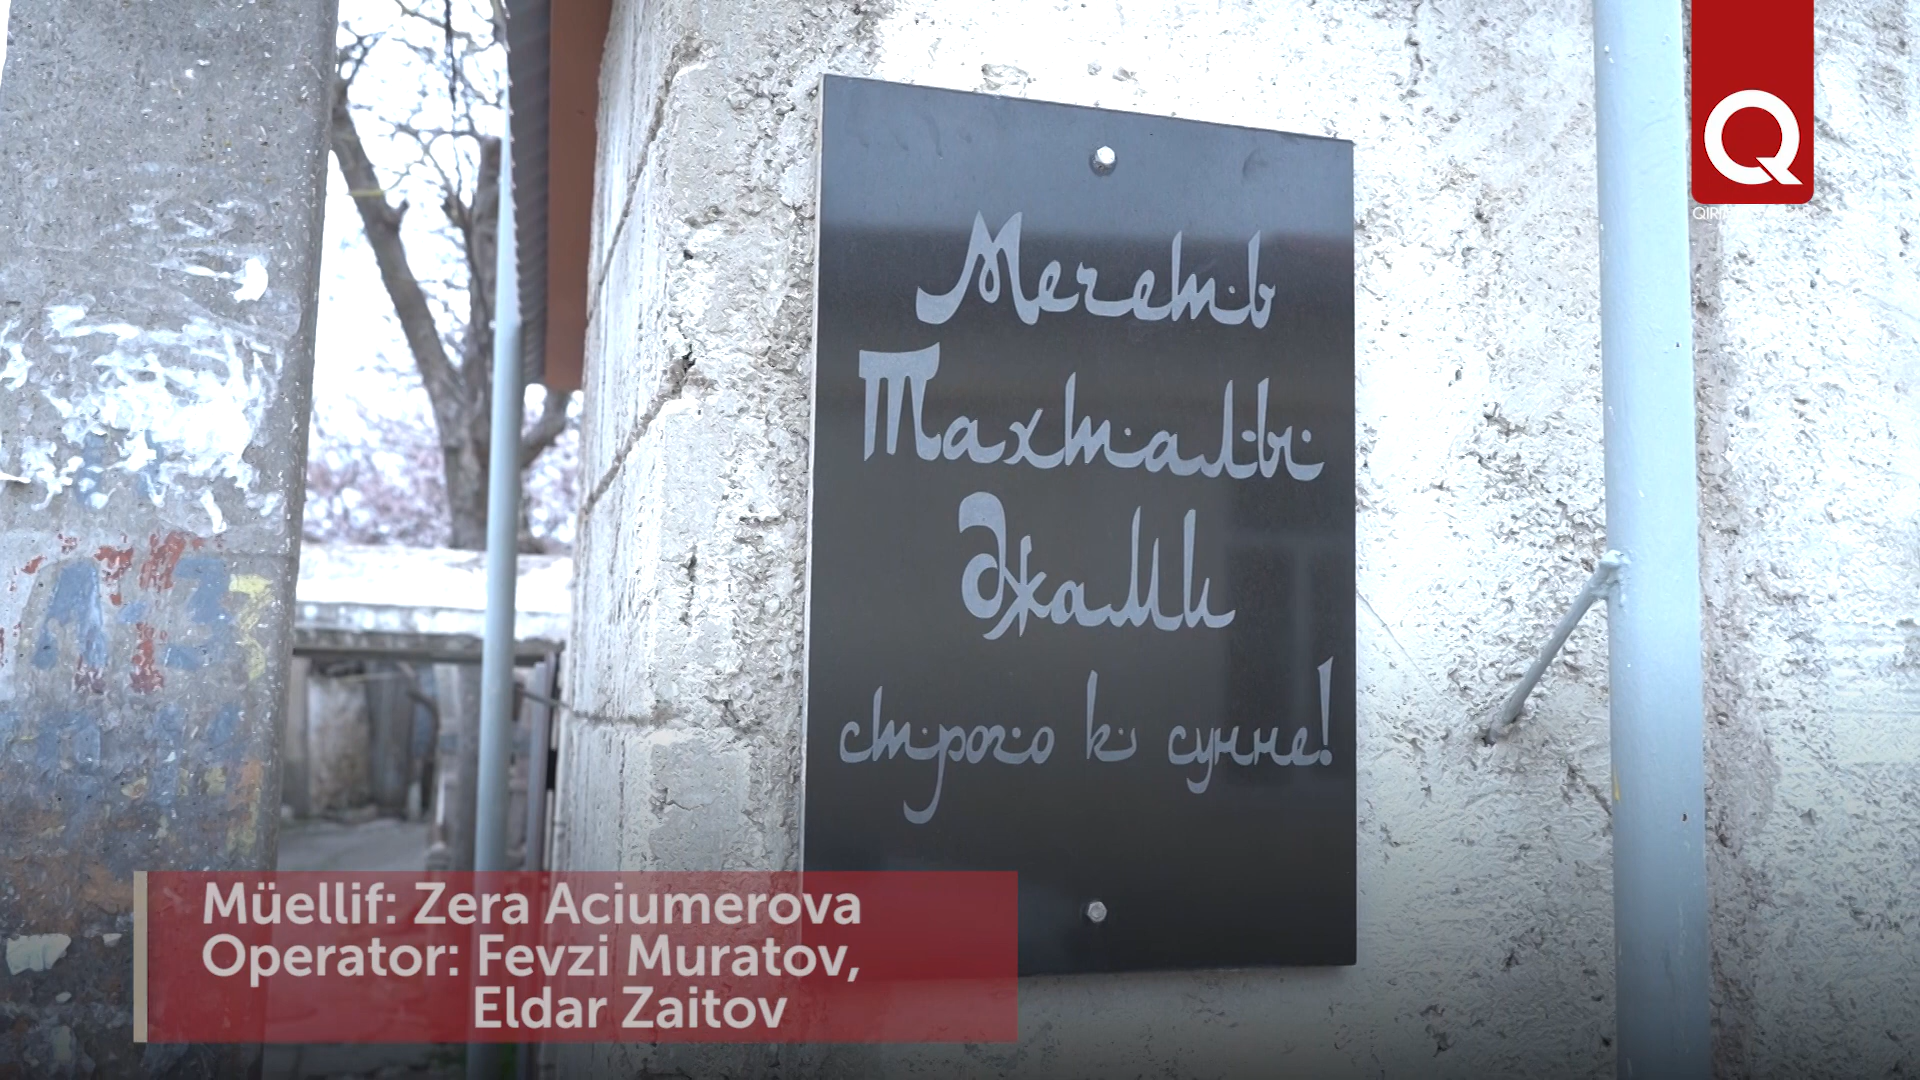 Q
Мечеть
Тахталы
Джами
строго к сунне!
Müellif: Zera Aciumerova
Operator: Fevzi Muratov,
Eldar Zaitov